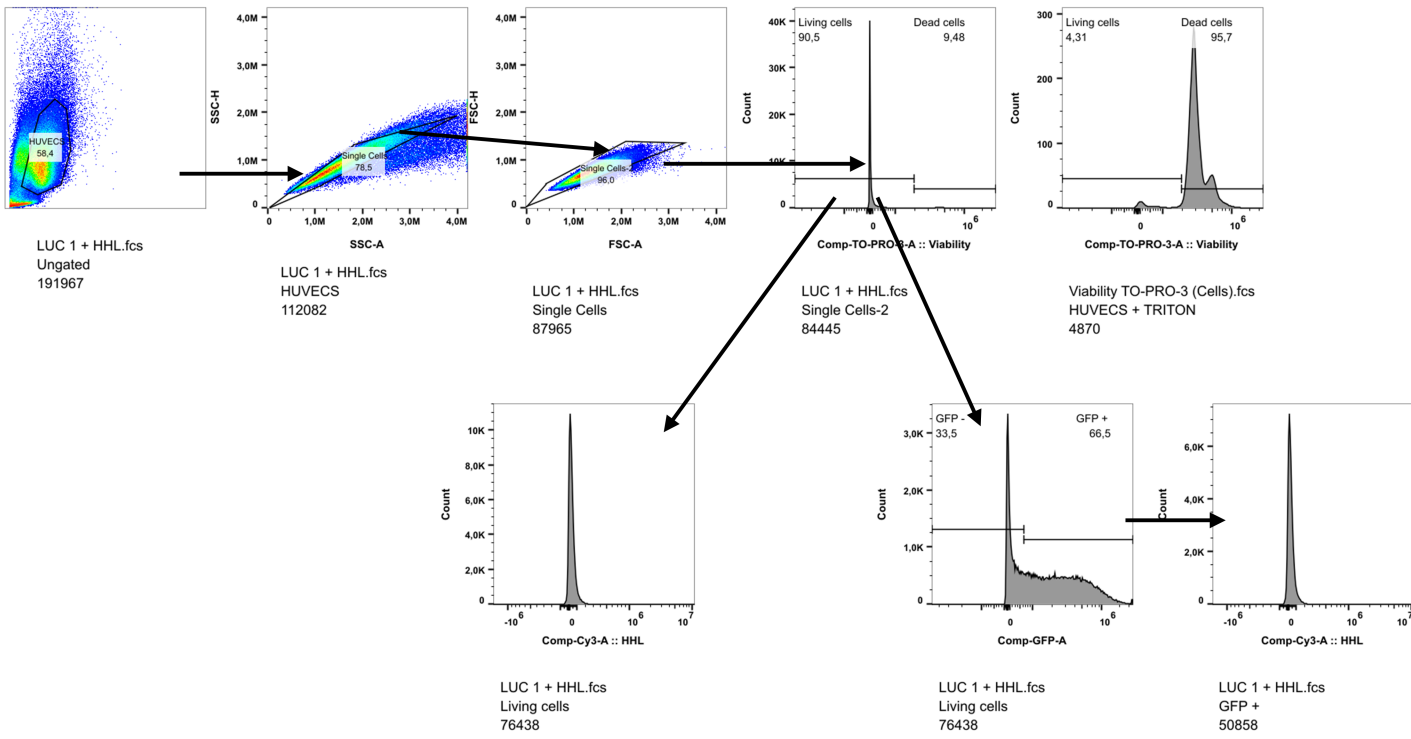 HUVECS
58,4
LUC 1 + HHL.fcs
Ungated
191967
4,0M
3,0M
2,0M
1,0M
0
SSC-H
Single Cells
78,5
0 1,0M 2,0M 3,0M 4,0M
SSC-A
LUC 1 + HHL.fcs
HUVECS
112082
4,0M
3,0M
2,0M
1,0M
0
FSC-H
Single Cells-2
96,0
0 1,0M 2,0M 3,0M 4,0M
FSC-A
LUC 1 + HHL.fcs
Single Cells
87965
40K
30K
20K
10K
0
Count
Living cells
90,5
Dead cells
9,48
0 10 6
Comp-TO-PRO-3-A :: Viability
LUC 1 + HHL.fcs
Single Cells-2
84445
300
200
100
0
Count
Living cells
4,31
Dead cells
95,7
0 10 6
Comp-TO-PRO-3-A :: Viability
Viability TO-PRO-3 (Cells).fcs
HUVECS + TRITON
4870
10K
8,0K
6,0K
4,0K
2,0K
0
Count
-10 6 0 10 6 10 7
Comp-Cy3-A :: HHL
LUC 1 + HHL.fcs
Living cells
76438
3,0K
2,0K
1,0K
0
Count
GFP -
33,5
GFP +
66,5
0 10 6
Comp-GFP-A
LUC 1 + HHL.fcs
Living cells
76438
6,0K
4,0K
2,0K
0
Count
-10 6 0 10 6 10 7
Comp-Cy3-A :: HHL
LUC 1 + HHL.fcs
GFP +
50858